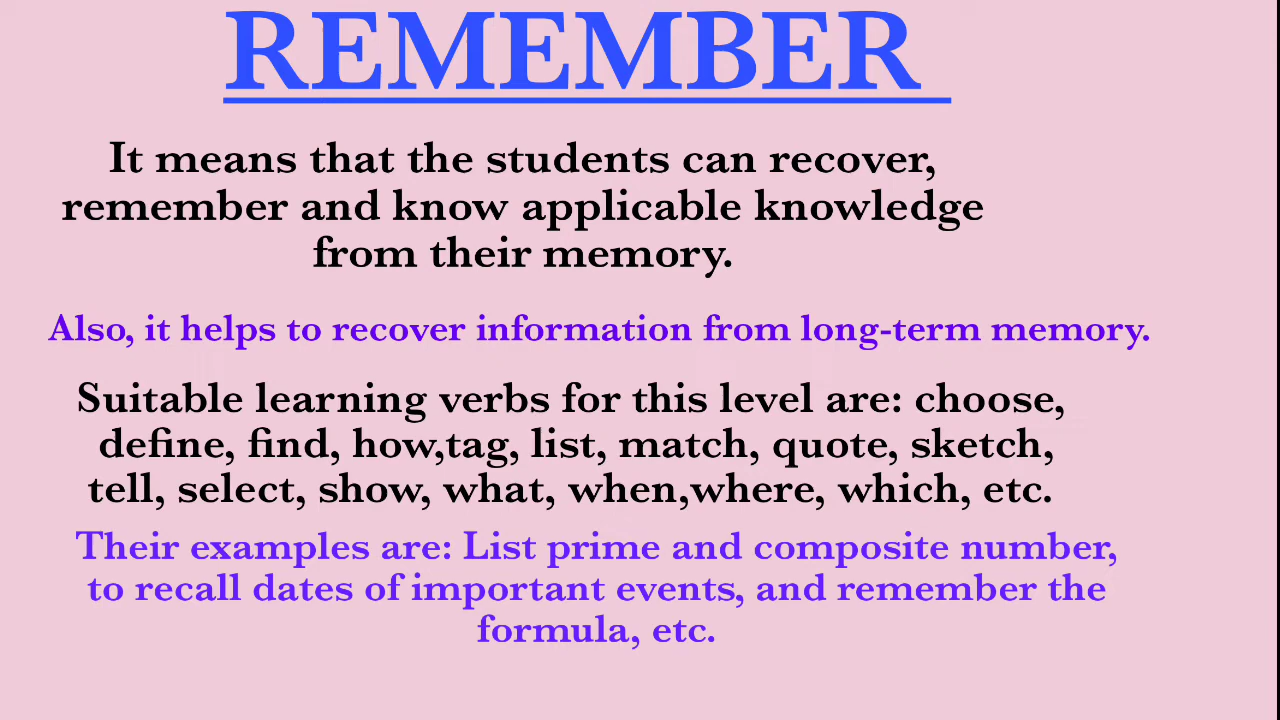 REMEMBER
It means that the students can recover,
remember and know applicable knowledge
from their memory.
Also, it helps to recover information from long-term memory.
Suitable learning verbs for this level are: choose,
define, find, how,tag, list, match, quote, sketch,
tell, select, show, what, when,where, which, etc.
Their examples are: List prime and composite number,
to recall dates of important events, and remember the
formula, etc.